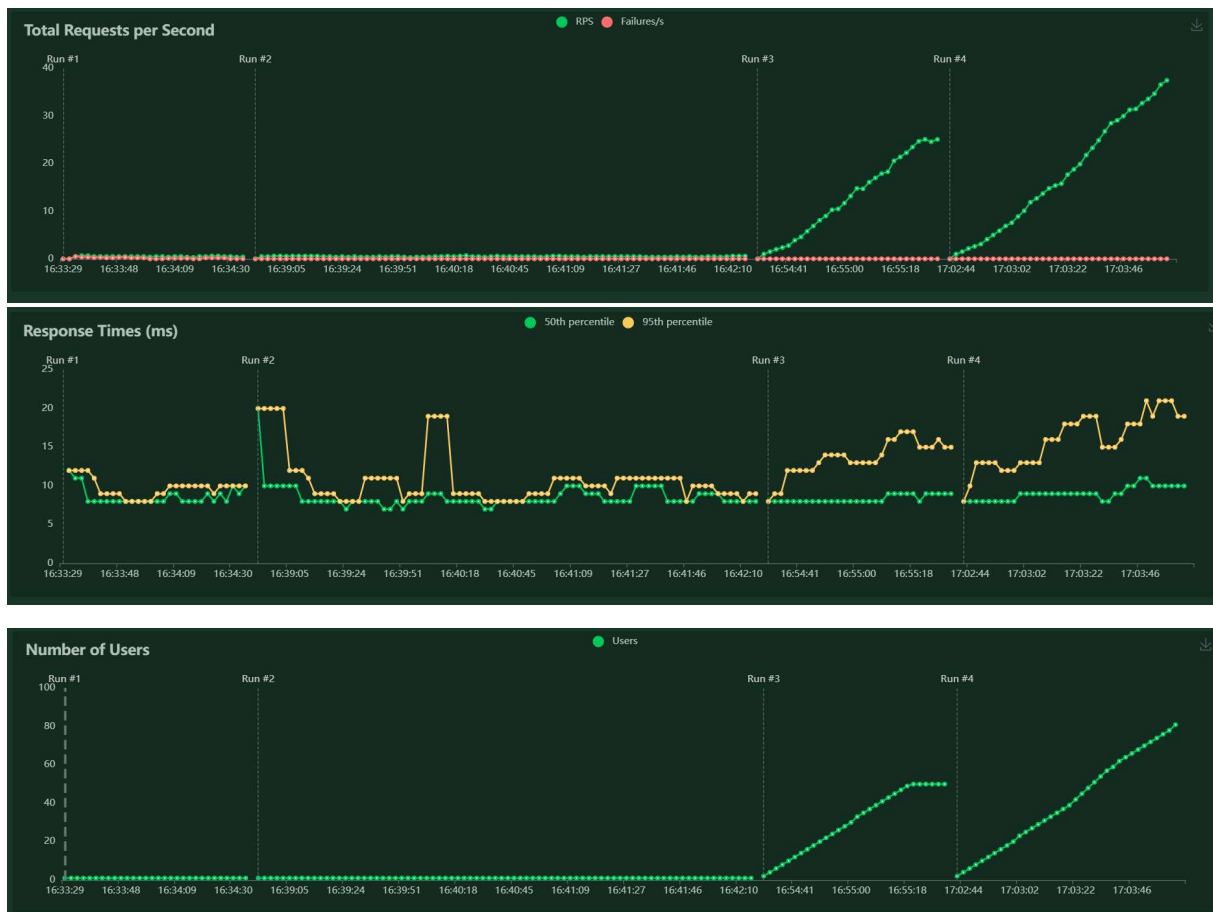 Total Requests per Second
RPS Failures/s
Run #1 Run #2 Run #3 Run #4
40
30
20
10
0
16:33:29 16:33:48 16:34:09 16:34:30 16:39:05 16:39:24 16:39:51 16:40:18 16:40:45 16:41:09 16:41:27 16:41:46 16:42:10 16:54:41 16:55:00 16:55:18 17:02:44 17:03:02 17:03:22 17:03:46
Response Times (ms)
50th percentile 95th percentile
Run #1 Run #2 Run #3 Run #4
25
20
15
10
5
0
16:33:29 16:33:48 16:34:09 16:34:30 16:39:05 16:39:24 16:39:51 16:40:18 16:40:45 16:41:09 16:41:27 16:41:46 16:42:10 16:54:41 16:55:00 16:55:18 17:02:44 17:03:02 17:03:22 17:03:46
Number of Users
Users
Run #1 Run #2 Run #3 Run #4
100
80
60
40
20
0
16:33:29 16:33:48 16:34:09 16:34:30 16:39:05 16:39:24 16:39:51 16:40:18 16:40:45 16:41:09 16:41:27 16:41:46 16:42:10 16:54:41 16:55:00 16:55:18 17:02:44 17:03:02 17:03:22 17:03:46